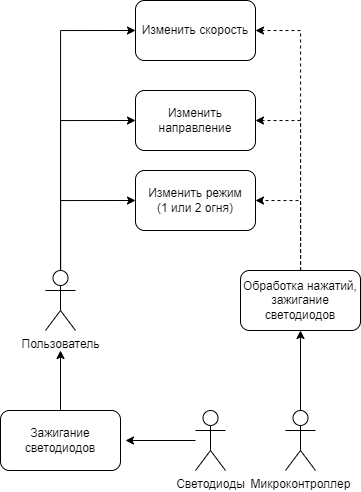 Изменить скорость
Изменить
направление
Изменить режим
(1 или 2 огня)
Обработка нажатий,
зажигание
светодиодов
Пользователь
Зажигание
светодиодов
Светодиоды
Микроконтроллер